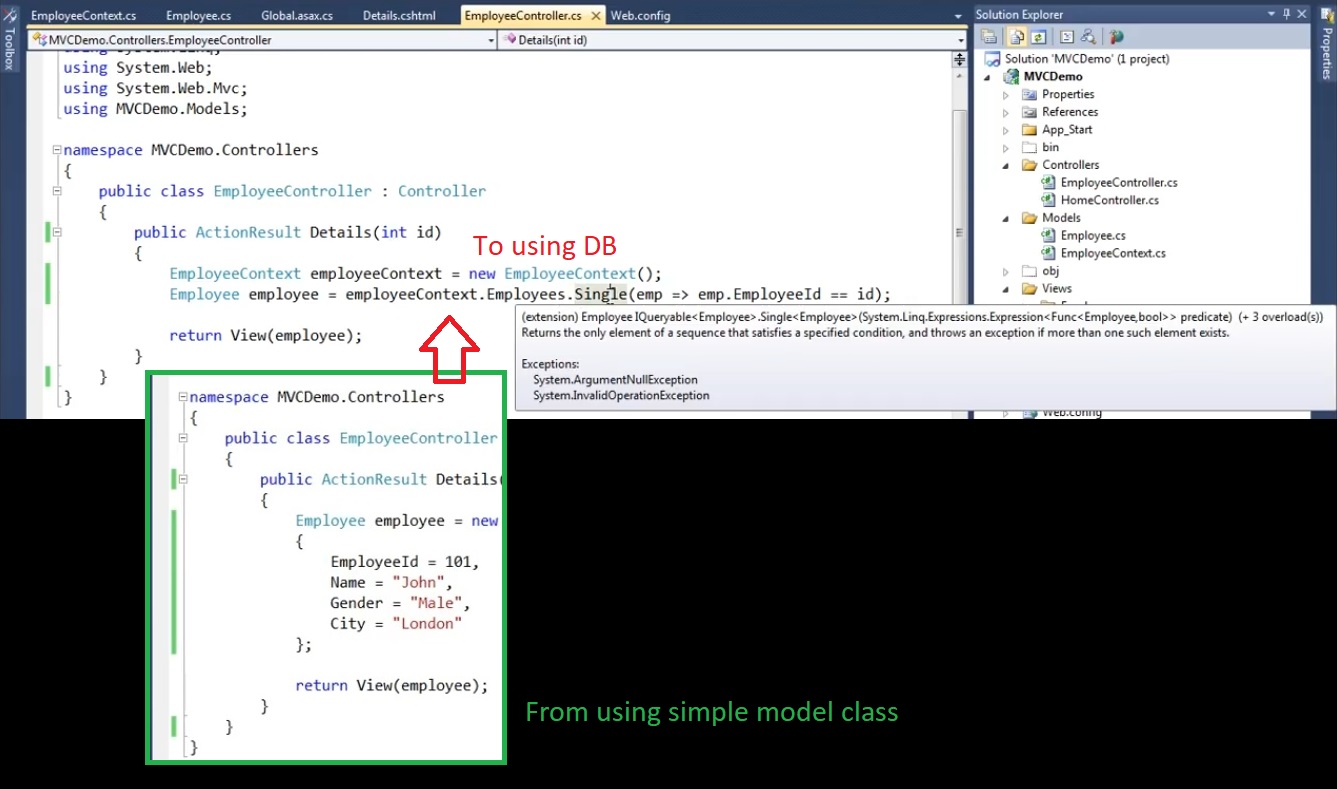 EmployeeContext.cs Employee.cs Global.asax.cs Details.cshtml EmployeeController.cs Web.config
Solution Explorer
Toolbox
Properties
MVCDemo.Controllers.EmployeeController
Details(int id)
using System.Linq;
using System.Web;
using System.Web.Mvc;
using MVCDemo.Models;
namespace MVCDemo.Controllers
{
public class EmployeeController : Controller
{
public ActionResult Details(int id)
{
To using DB
EmployeeContext employeeContext = new EmployeeContext();
Employee employee = employeeContext.Employees.Single(emp => emp.EmployeeId == id);
return View(employee);
}
}
}
(extension) Employee IQueryable<Employee>.Single<Employee>(System.Linq.Expressions.Expression<Func<Employee,bool>> predicate) (+ 3 overload(s))
Returns the only element of a sequence that satisfies a specified condition, and throws an exception if more than one such element exists.
Exceptions:
System.ArgumentNullException
System.InvalidOperationException
Solution 'MVCDemo' (1 project)
MVCDemo
Properties
References
App_Start
bin
Controllers
EmployeeController.cs
HomeController.cs
Models
Employee.cs
EmployeeContext.cs
obj
Views
Web.config
namespace MVCDemo.Controllers
{
public class EmployeeController
{
public ActionResult Details(
{
Employee employee = new
{
EmployeeId = 101,
Name = "John",
Gender = "Male",
City = "London"
};
return View(employee);
}
}
}
From using simple model class